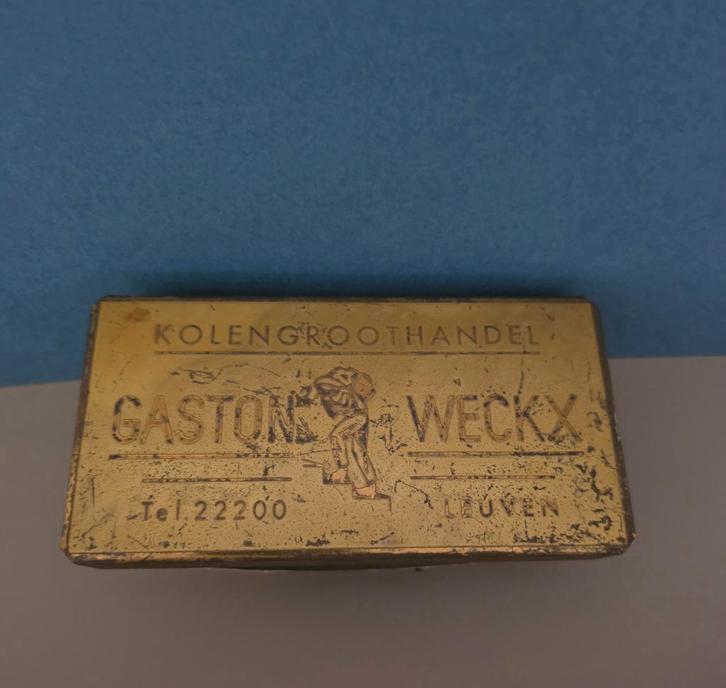 KOLENGROOTHANDEL
GASTON WECKX
Tel 22200 LEUVEN